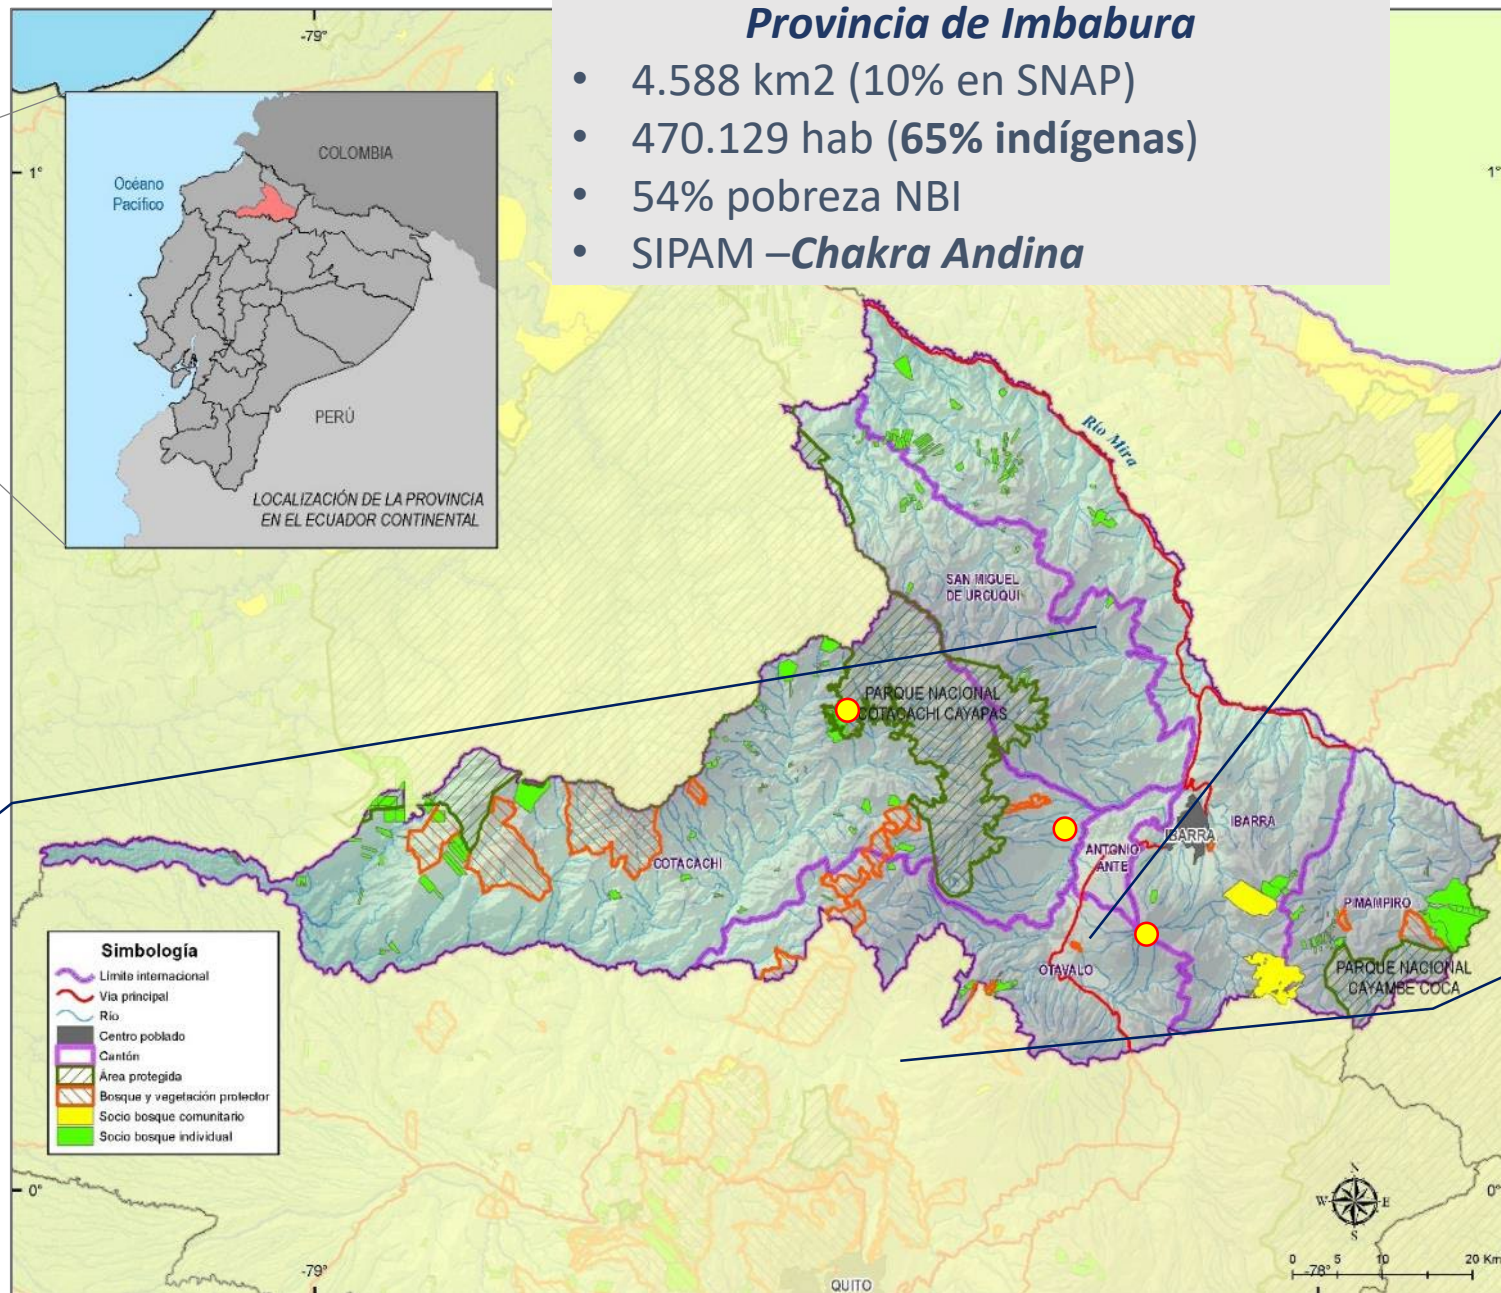 Provincia de Imbabura
• 4.588 km2 (10% en SNAP)
• 470.129 hab (65% indígenas)
• 54% pobreza NBI
• SIPAM –Chakra Andina
-79°
1°
1°
COLOMBIA
Océano
Pacífico
PERÚ
LOCALIZACIÓN DE LA PROVINCIA
EN EL ECUADOR CONTINENTAL
Río Mira
SAN MIGUEL
DE URCUQUI
PARQUE NACIONAL
COTACACHI CAYAPAS
IBARRA
IBARRA
ANTONIO
ANTE
COTACACHI
PIMAMPIRO
OTAVALO
PARQUE NACIONAL
CAYAMBE COCA
Simbología
Límite internacional
Via principal
Río
Centro poblado
Cantón
Área protegida
Bosque y vegetación protector
Socio bosque comunitario
Socio bosque individual
0°
0°
N
W E
S
0 5 10 20 Km
-79°
-78°
QUITO